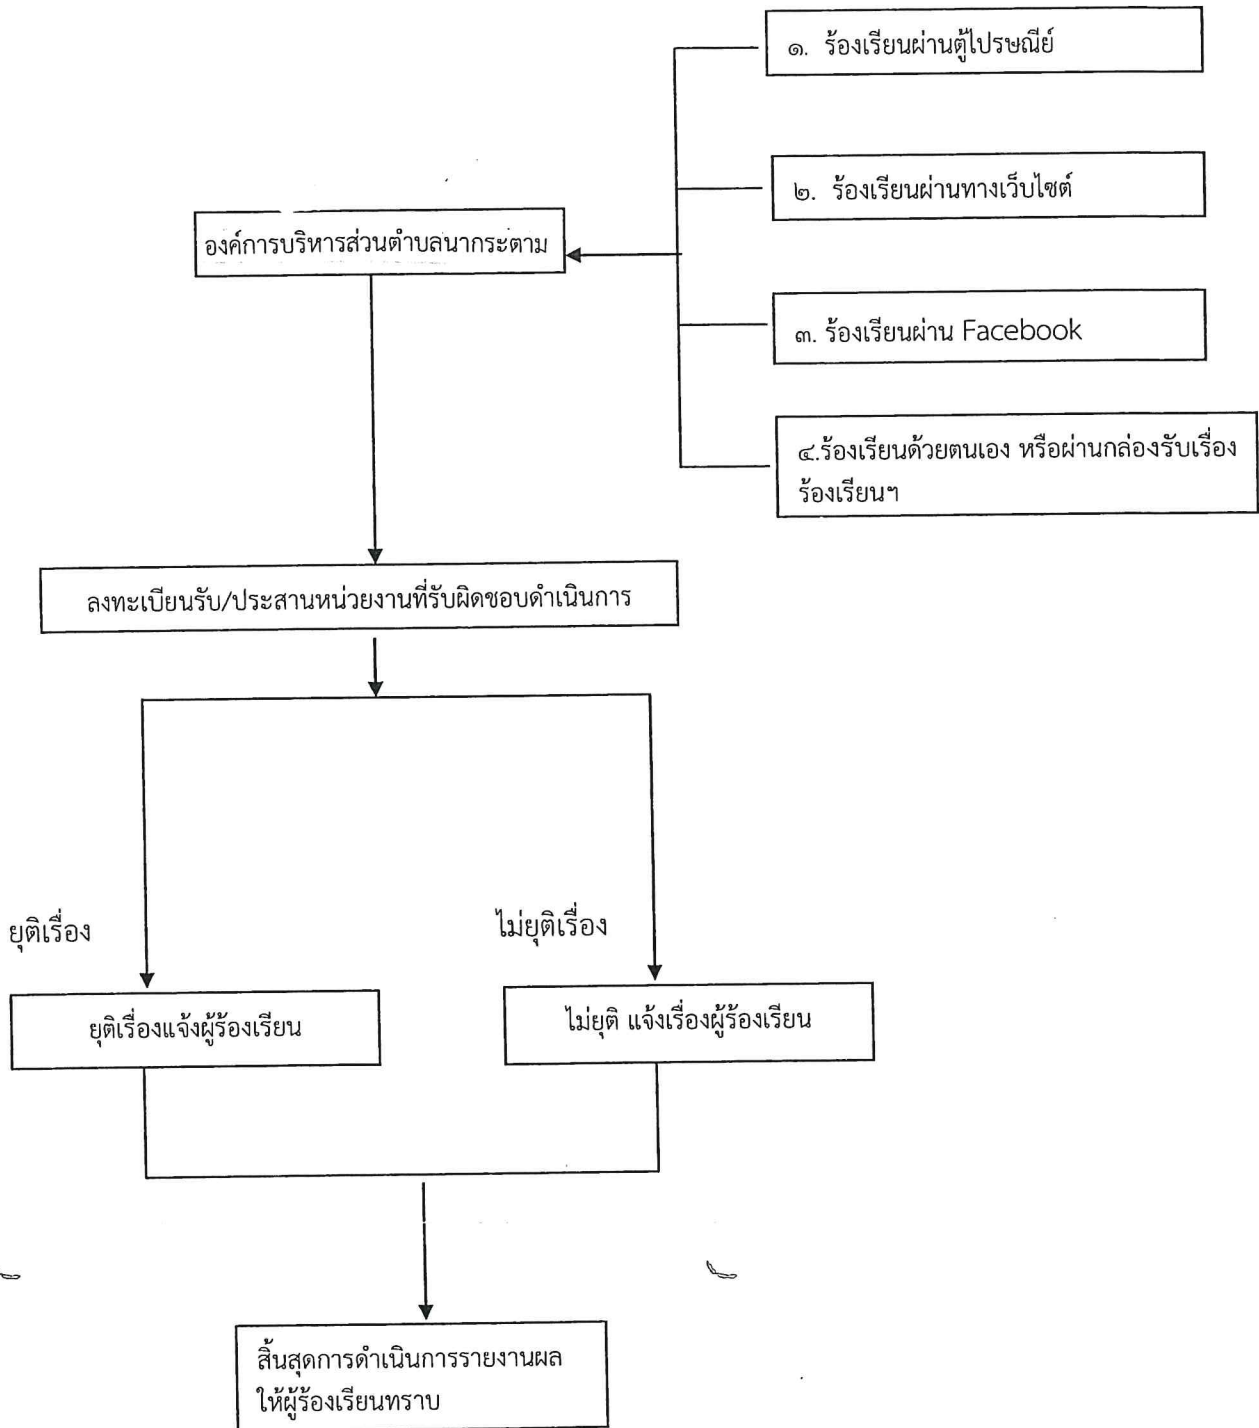 ๑. ร้องเรียนผ่านตู้ไปรษณีย์
๒. ร้องเรียนผ่านทางเว็บไซต์
องค์การบริหารส่วนตำบลนากระตาม
๓. ร้องเรียนผ่าน Facebook
๔.ร้องเรียนด้วยตนเอง หรือผ่านกล่องรับเรื่อง
ร้องเรียนฯ
ลงทะเบียนรับ/ประสานหน่วยงานที่รับผิดชอบดำเนินการ
ยุติเรื่อง
ไม่ยุติเรื่อง
ยุติเรื่องแจ้งผู้ร้องเรียน
ไม่ยุติ แจ้งเรื่องผู้ร้องเรียน
สิ้นสุดการดำเนินการรายงานผล
ให้ผู้ร้องเรียนทราบ